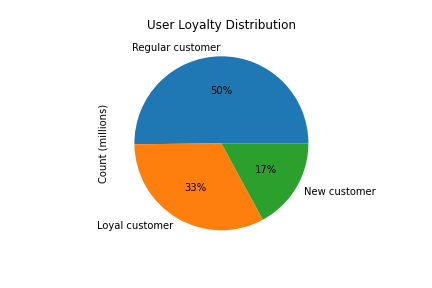 User Loyalty Distribution
Regular customer
50%
Count (millions)
33%
17%
New customer
Loyal customer